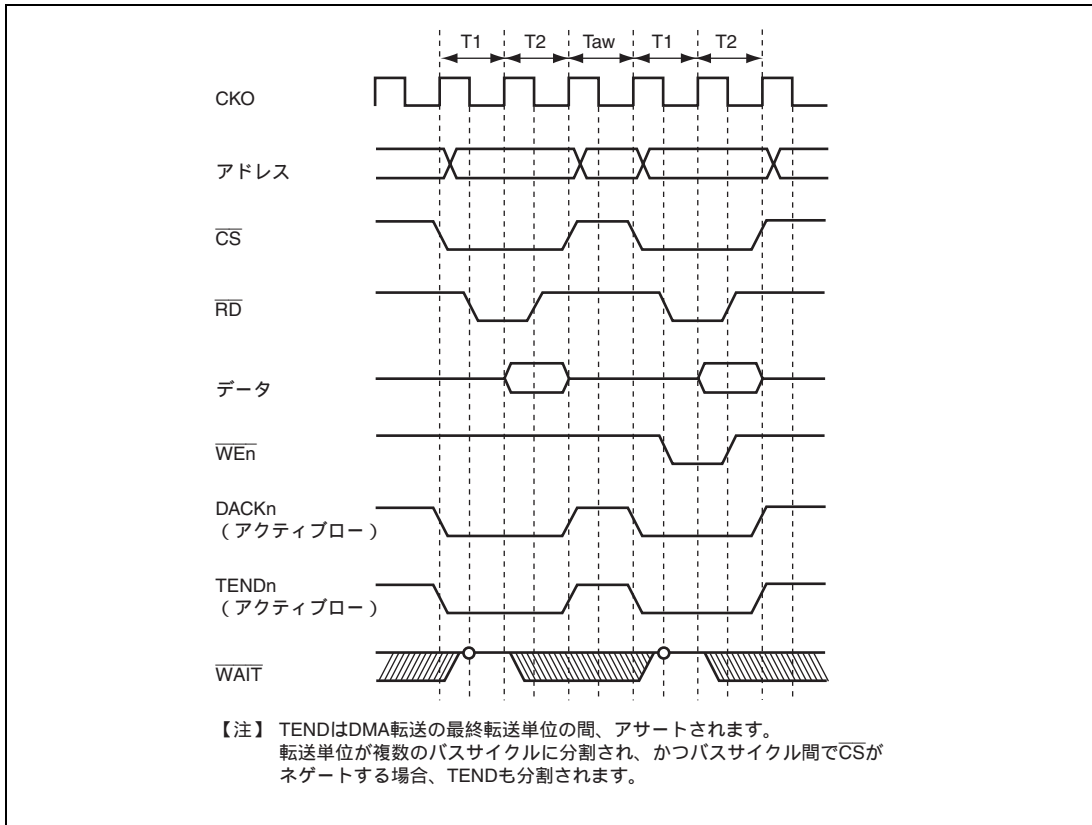 T1 T2 Taw T1 T2
CKO
アドレス
CS
RD
データ
WEn
DACKn
（アクティブロー）
TENDn
（アクティブロー）
WAIT
【注】 TENDはDMA転送の最終転送単位の間、アサートされます。
転送単位が複数のバスサイクルに分割され、かつバスサイクル間でCSが
ネゲートする場合、TENDも分割されます。